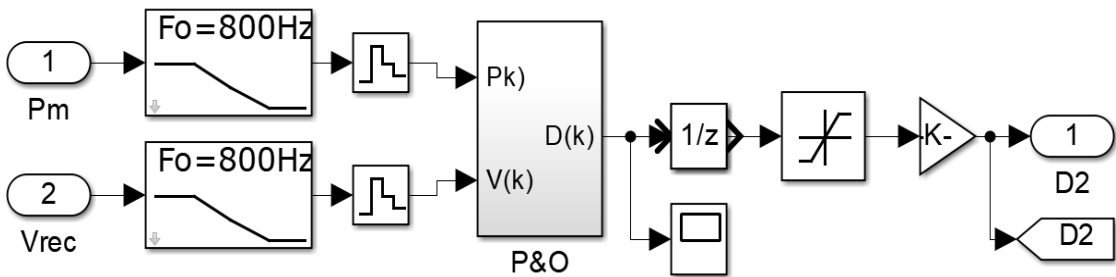 Fo=800Hz
1
Pm
Pk)
D(k)
1/z
-K-
1
D2
Fo=800Hz
2
Vrec
V(k)
P&O
D2